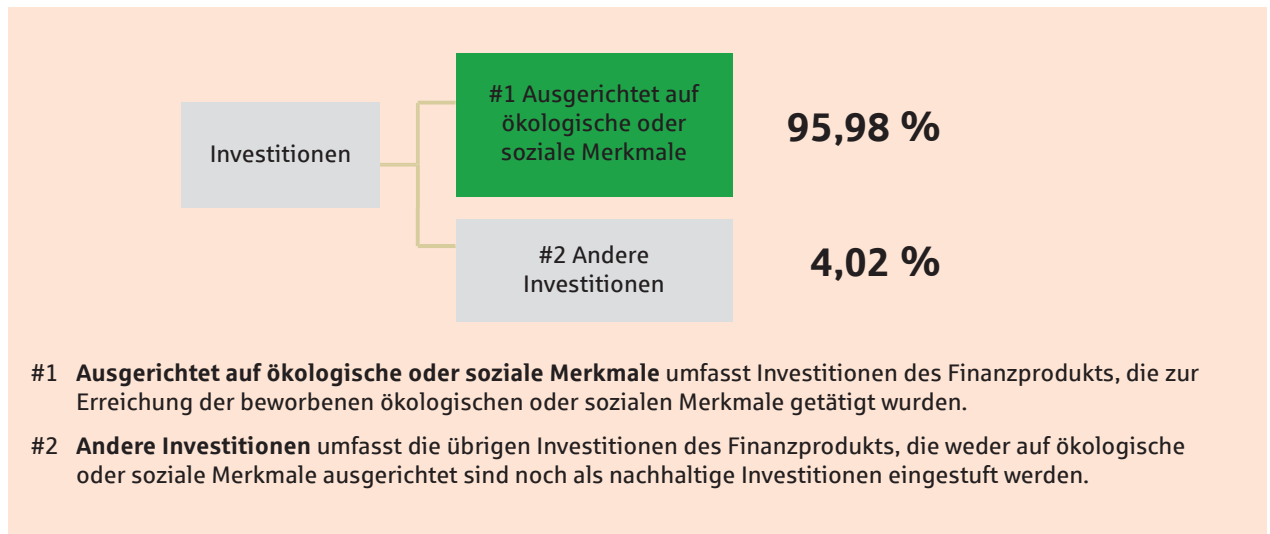 Investitionen
#1 Ausgerichtet auf
ökologische oder
soziale Merkmale
95,98 %
#2 Andere
Investitionen
4,02 %
#1 Ausgerichtet auf ökologische oder soziale Merkmale umfasst Investitionen des Finanzprodukts, die zur
Erreichung der beworbenen ökologischen oder sozialen Merkmale getätigt wurden.
#2 Andere Investitionen umfasst die übrigen Investitionen des Finanzprodukts, die weder auf ökologische
oder soziale Merkmale ausgerichtet sind noch als nachhaltige Investitionen eingestuft werden.